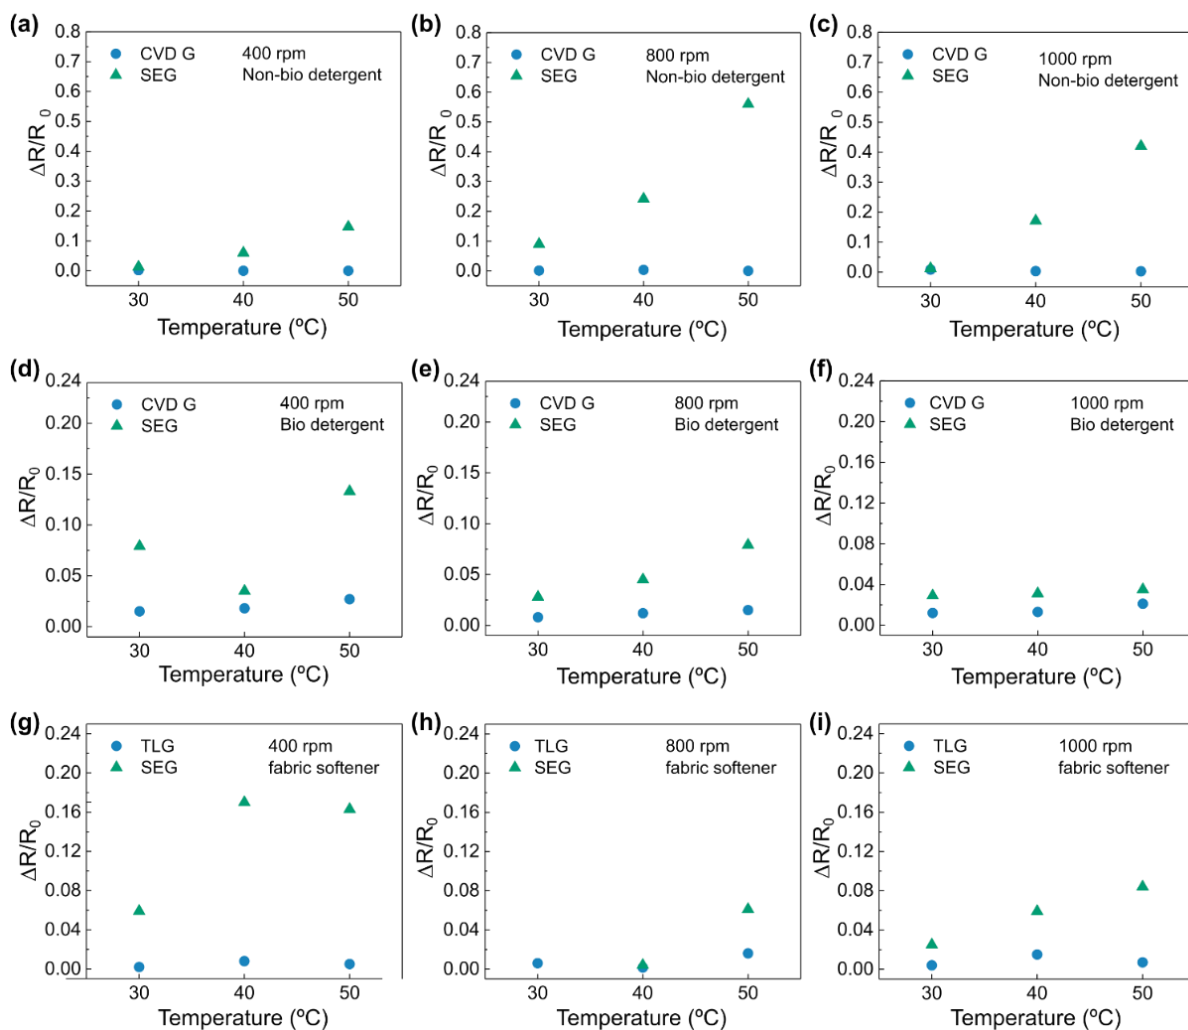 (a)
0.8
0.7
0.6
0.5
0.4
0.3
0.2
0.1
0.0
ΔR/R 0
CVD G
SEG
400 rpm
Non-bio detergent
30 40 50
Temperature (ºC)
(b)
0.8
0.7
0.6
0.5
0.4
0.3
0.2
0.1
0.0
ΔR/R 0
CVD G
SEG
800 rpm
Non-bio detergent
30 40 50
Temperature (ºC)
(c)
0.8
0.7
0.6
0.5
0.4
0.3
0.2
0.1
0.0
ΔR/R 0
CVD G
SEG
1000 rpm
Non-bio detergent
30 40 50
Temperature (ºC)
(d)
0.24
0.20
0.15
0.10
0.05
0.00
ΔR/R0
CVD G
SEG
400 rpm
Bio detergent
30 40 50
Temperature (ºC)
(e)
0.24
0.20
0.15
0.10
0.05
0.00
ΔR/R0
CVD G
SEG
800 rpm
Bio detergent
30 40 50
Temperature (ºC)
(f)
0.24
0.20
0.16
0.12
0.08
0.04
0.00
ΔR/R0
CVD G
SEG
1000 rpm
Bio detergent
30 40 50
Temperature (ºC)
(g)
0.24
0.20
0.16
0.12
0.08
0.04
0.00
ΔR/R0
TLG
SEG
400 rpm
fabric softener
30 40 50
Temperature (ºC)
(h)
0.24
0.20
0.16
0.12
0.08
0.04
0.00
ΔR/R0
TLG
SEG
800 rpm
fabric softener
30 40 50
Temperature (ºC)
(i)
0.24
0.20
0.16
0.12
0.08
0.04
0.00
ΔR/R0
TLG
SEG
1000 rpm
fabric softener
30 40 50
Temperature (ºC)